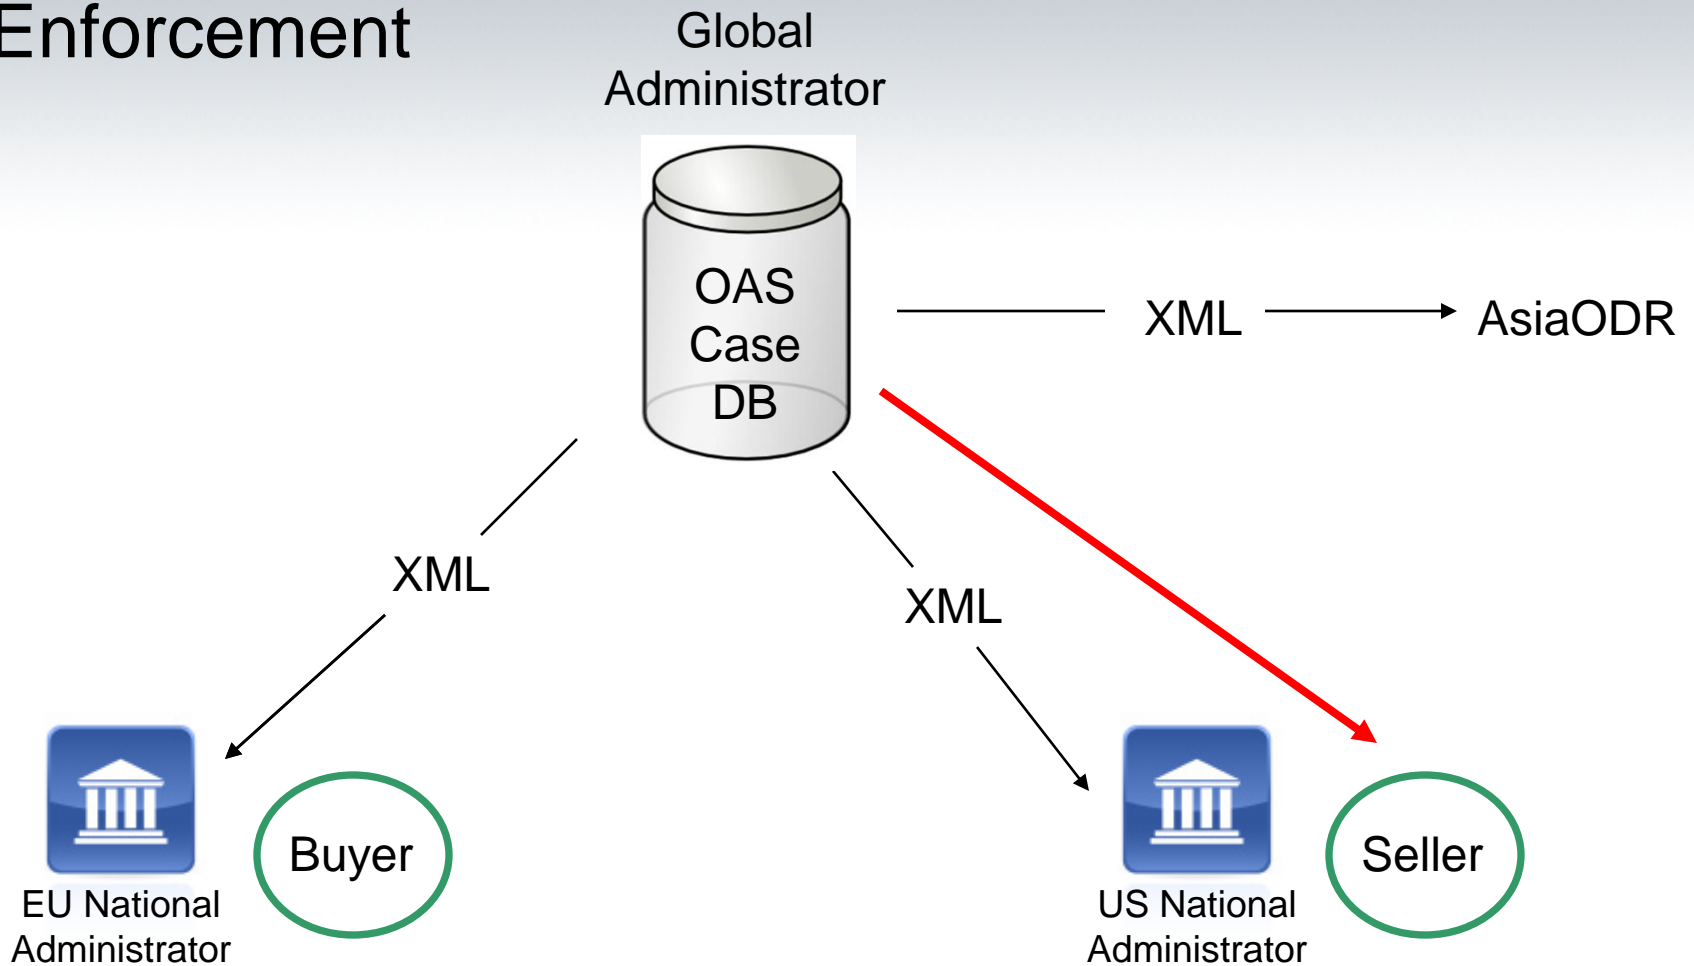 Enforcement
Global
Administrator
OAS
Case
DB
XML
AsiaODR
XML
XML
Buyer
EU National
Administrator
Seller
US National
Administrator